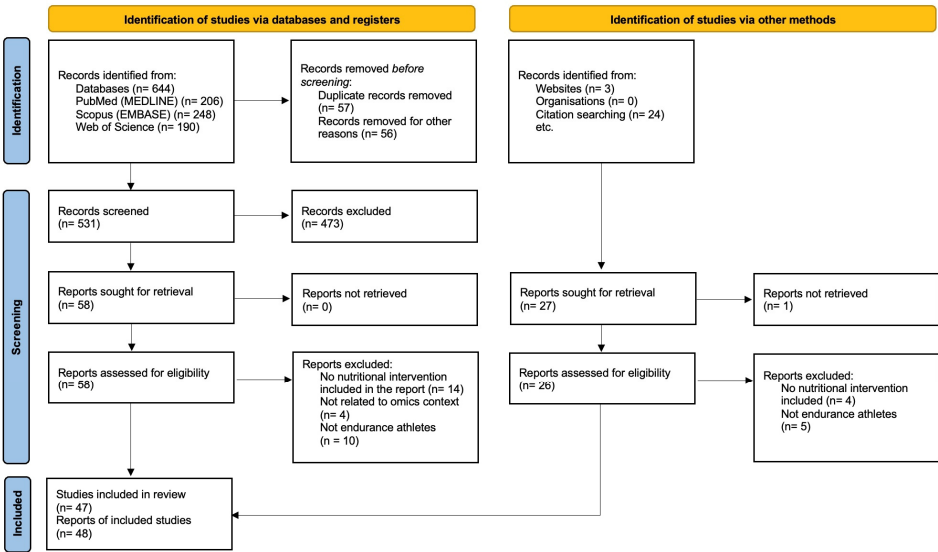 Identification of studies via databases and registers
Identification of studies via other methods
Identification
Records identified from:
Databases (n= 644)
PubMed (MEDLINE) (n= 206)
Scopus (EMBASE) (n= 248)
Web of Science (n= 190)
Records removed before
screening:
Duplicate records removed
(n= 57)
Records removed for other
reasons (n= 56)
Records identified from:
Websites (n= 3)
Organisations (n= 0)
Citation searching (n= 24)
etc.
Screening
Records screened
(n= 531)
Records excluded
(n= 473)
Reports sought for retrieval
(n= 58)
Reports not retrieved
(n= 0)
Reports sought for retrieval
(n= 27)
Reports not retrieved
(n= 1)
Reports assessed for eligibility
(n= 58)
Reports excluded:
No nutritional intervention
included in the report (n= 14)
Not related to omics context
(n= 4)
Not endurance athletes
(n = 10)
Reports assessed for eligibility
(n= 26)
Reports excluded:
No nutritional intervention
included (n= 4)
Not endurance athletes
(n= 5)
Included
Studies included in review
(n= 47)
Reports of included studies
(n= 48)